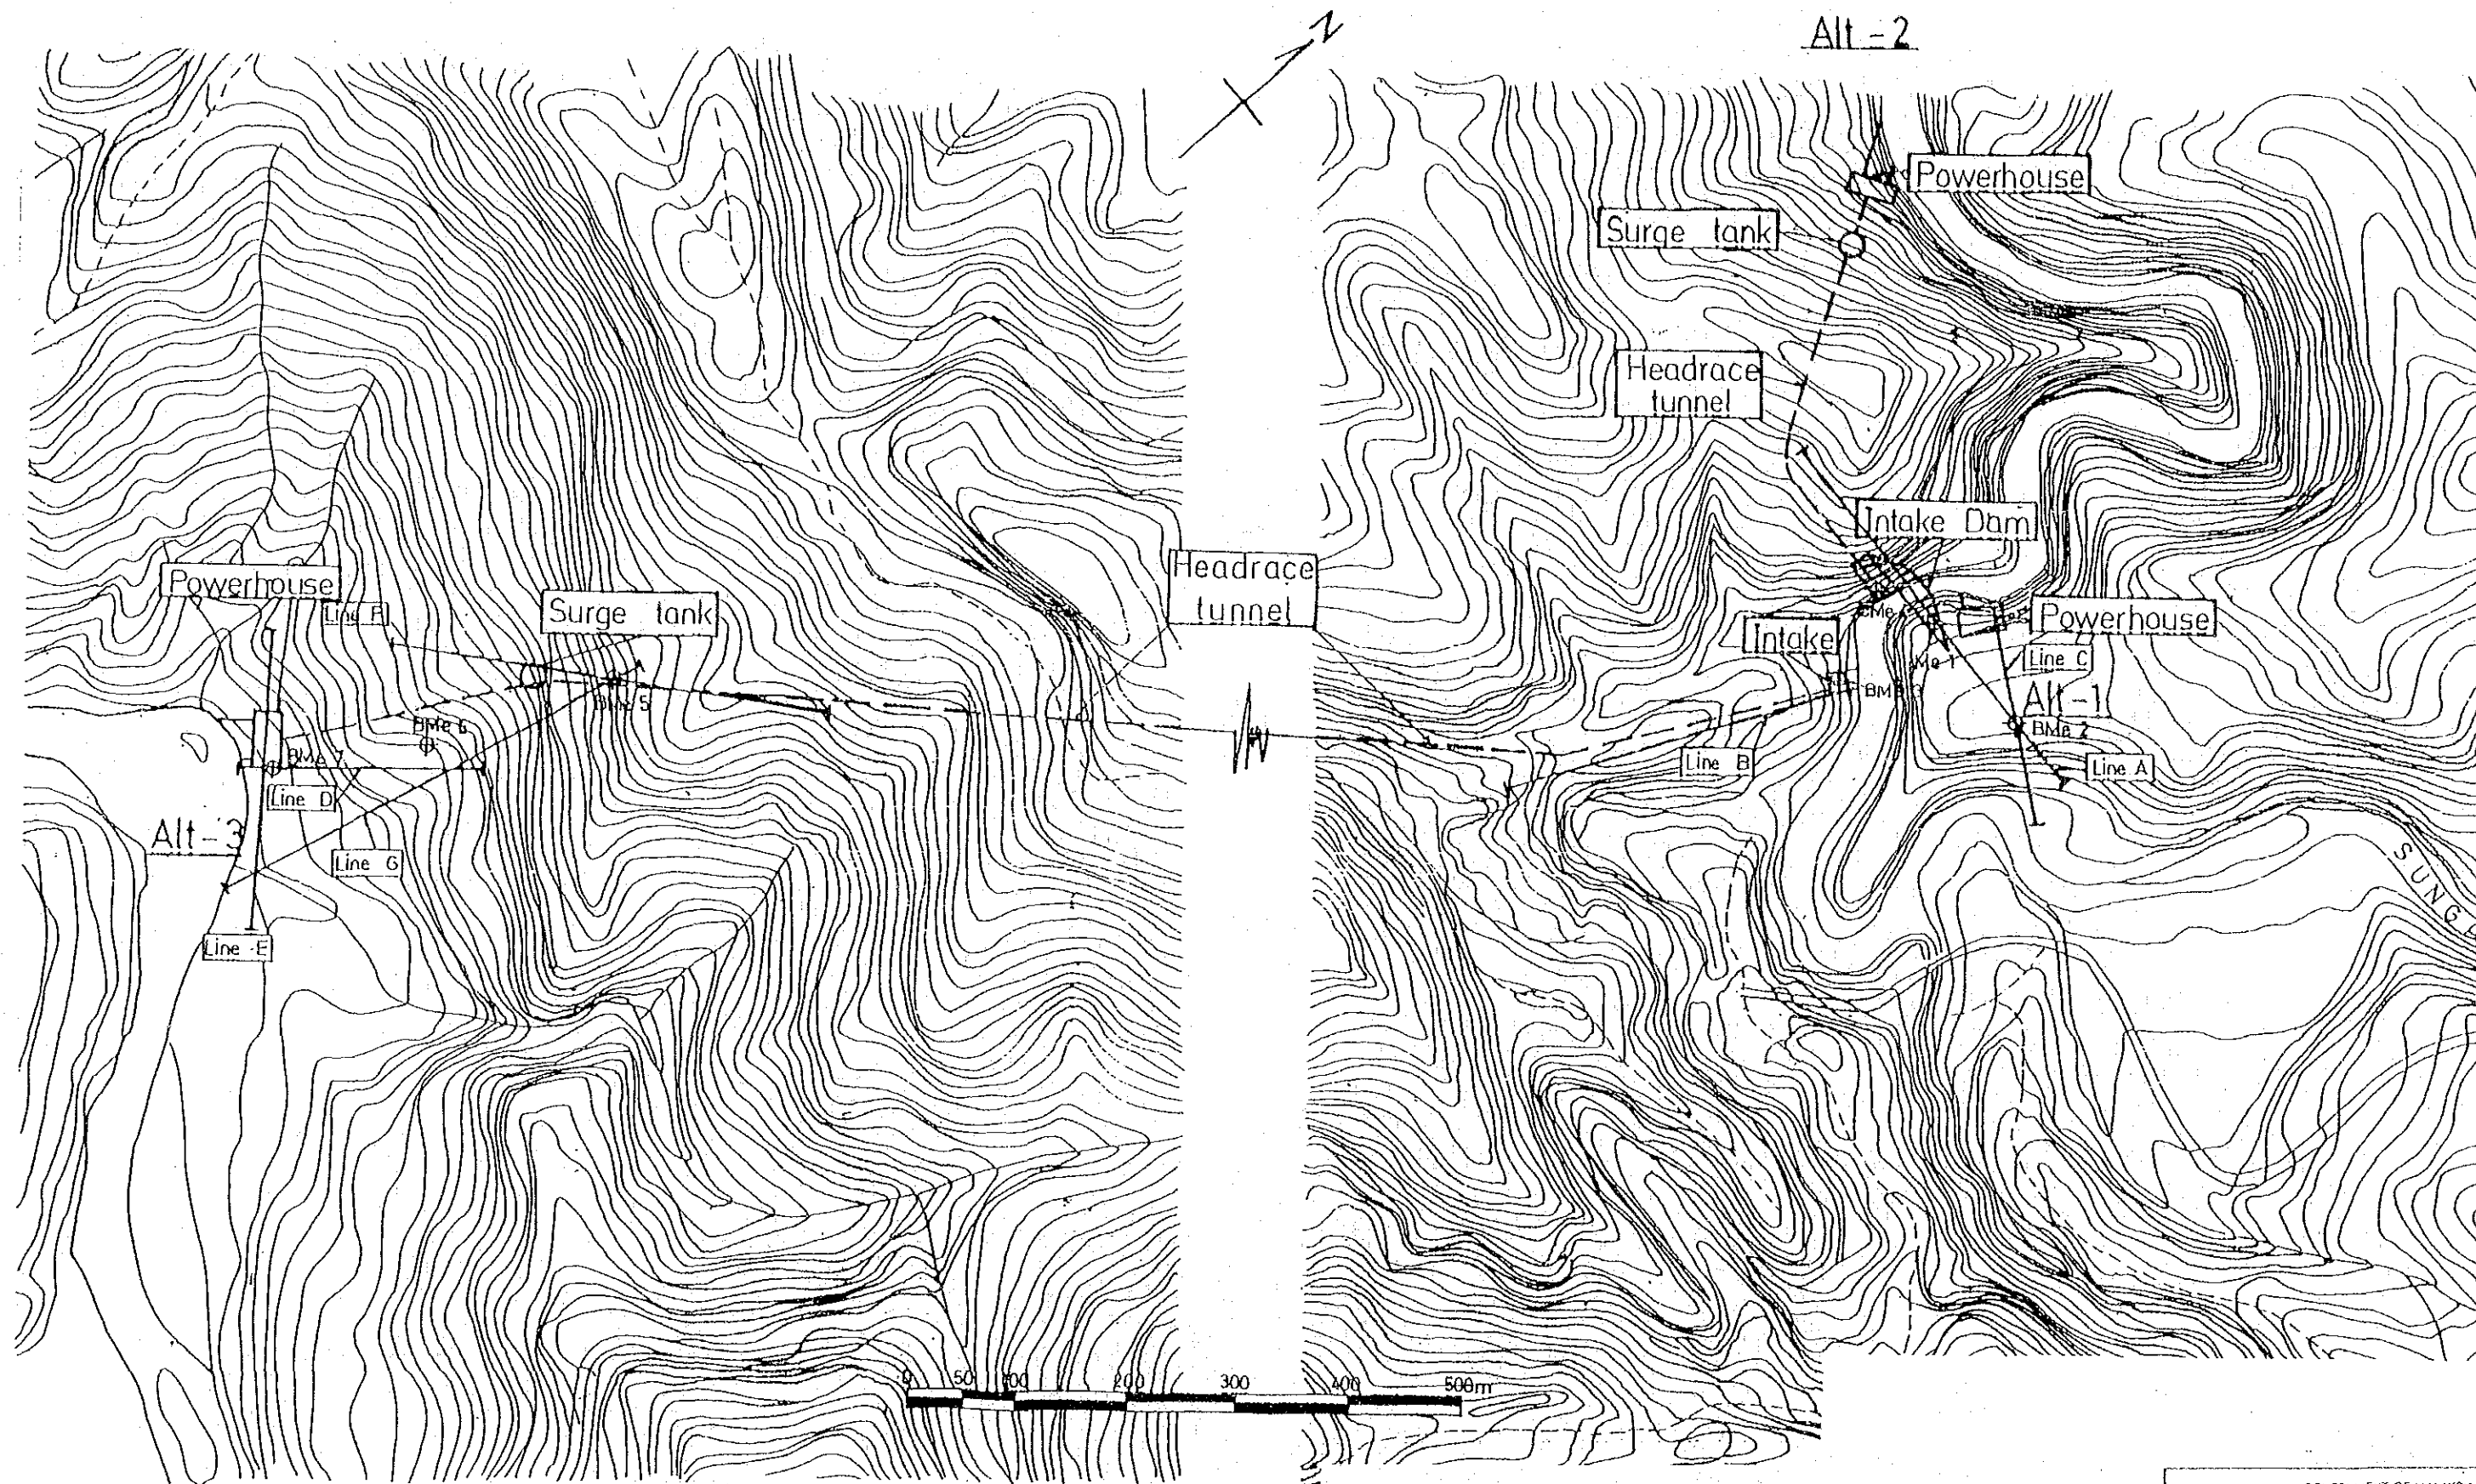 Alt-2
N
Powerhouse
Surge tank
Headrace
tunnel
Intake Dam
Powerhouse
Intake
Line C
Alt-1
BMe 2
Line A
Line B
Headrace
tunnel
Powerhouse
Surge tank
BMe 5
BMe 6
BMe 7
Line D
Alt-3
Line G
Line E
SUNG
0 50 100 200 300 400 500m